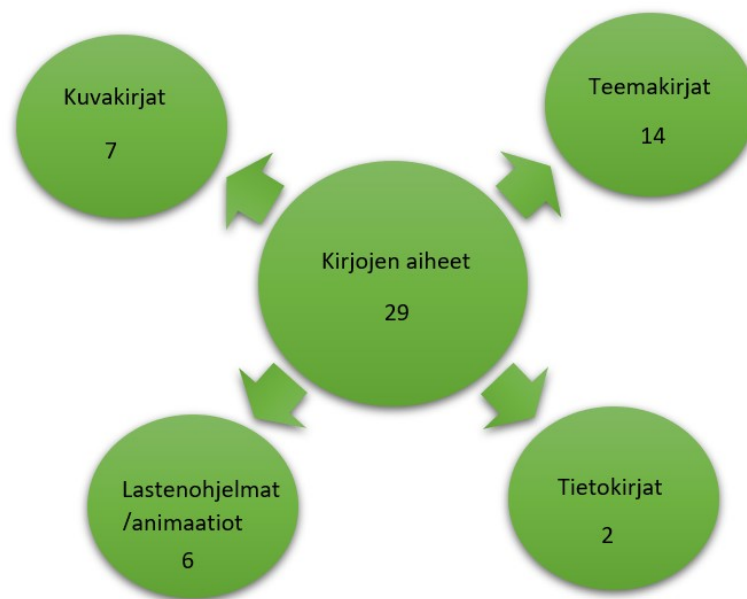 Kuvakirjat
7
Teemakirjat
14
Kirjojen aiheet
29
Lastenohjelmat
/animaatiot
6
Tietokirjat
2